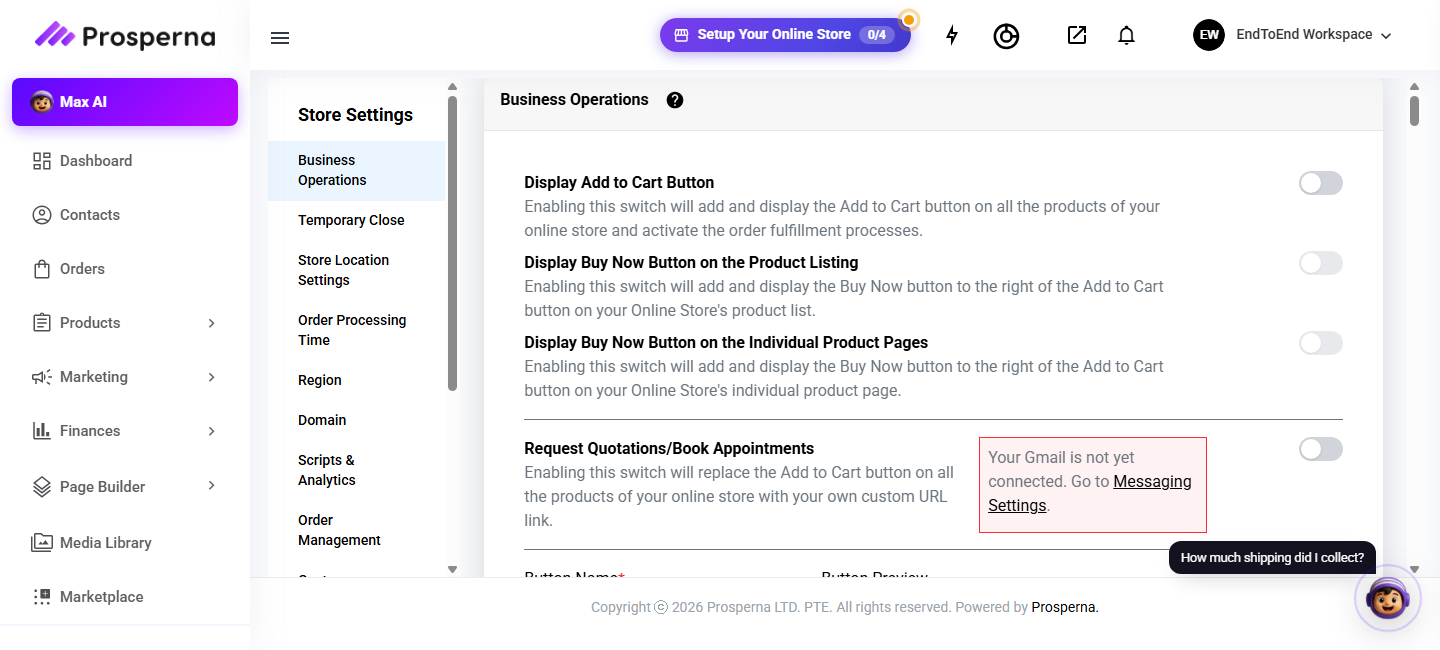 Prosperna
Setup Your Online Store 0/4
EW EndToEnd Workspace
Max AI
Dashboard
Contacts
Orders
Products
Marketing
Finances
Page Builder
Media Library
Marketplace
Store Settings
Business
Operations
Temporary Close
Store Location
Settings
Order Processing
Time
Region
Domain
Scripts &
Analytics
Order
Management
Business Operations
Display Add to Cart Button
Enabling this switch will add and display the Add to Cart button on all the products of your
online store and activate the order fulfillment processes.
Display Buy Now Button on the Product Listing
Enabling this switch will add and display the Buy Now button to the right of the Add to Cart
button on your Online Store's product list.
Display Buy Now Button on the Individual Product Pages
Enabling this switch will add and display the Buy Now button to the right of the Add to Cart
button on your Online Store's individual product page.
Request Quotations/Book Appointments
Enabling this switch will replace the Add to Cart button on all
the products of your online store with your own custom URL
link.
Your Gmail is not yet
connected. Go to Messaging
Settings.
Button Name* Button Preview
How much shipping did I collect?
Copyright © 2026 Prosperna LTD. PTE. All rights reserved. Powered by Prosperna.